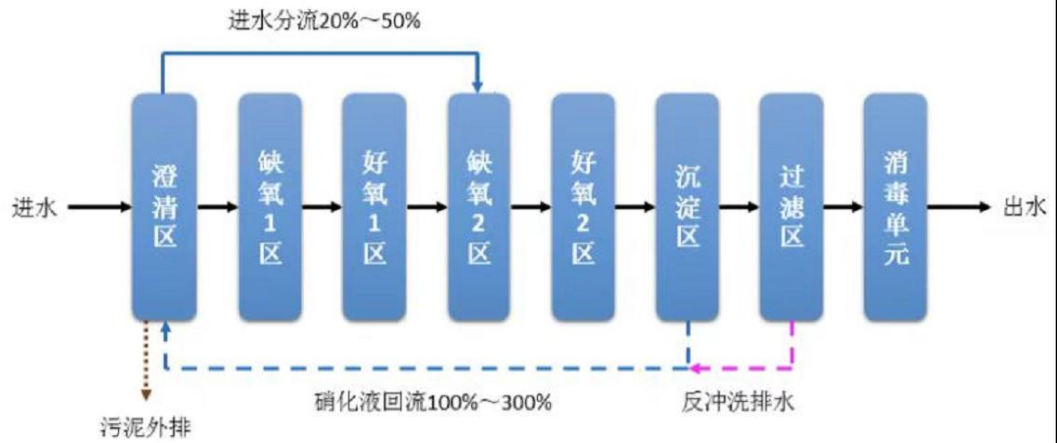 进水分流20%～50%
进水
澄清区
缺氧1区
好氧1区
缺氧2区
好氧2区
沉淀区
过滤区
消毒单元
出水
硝化液回流100%～300%
反冲洗排水
污泥外排